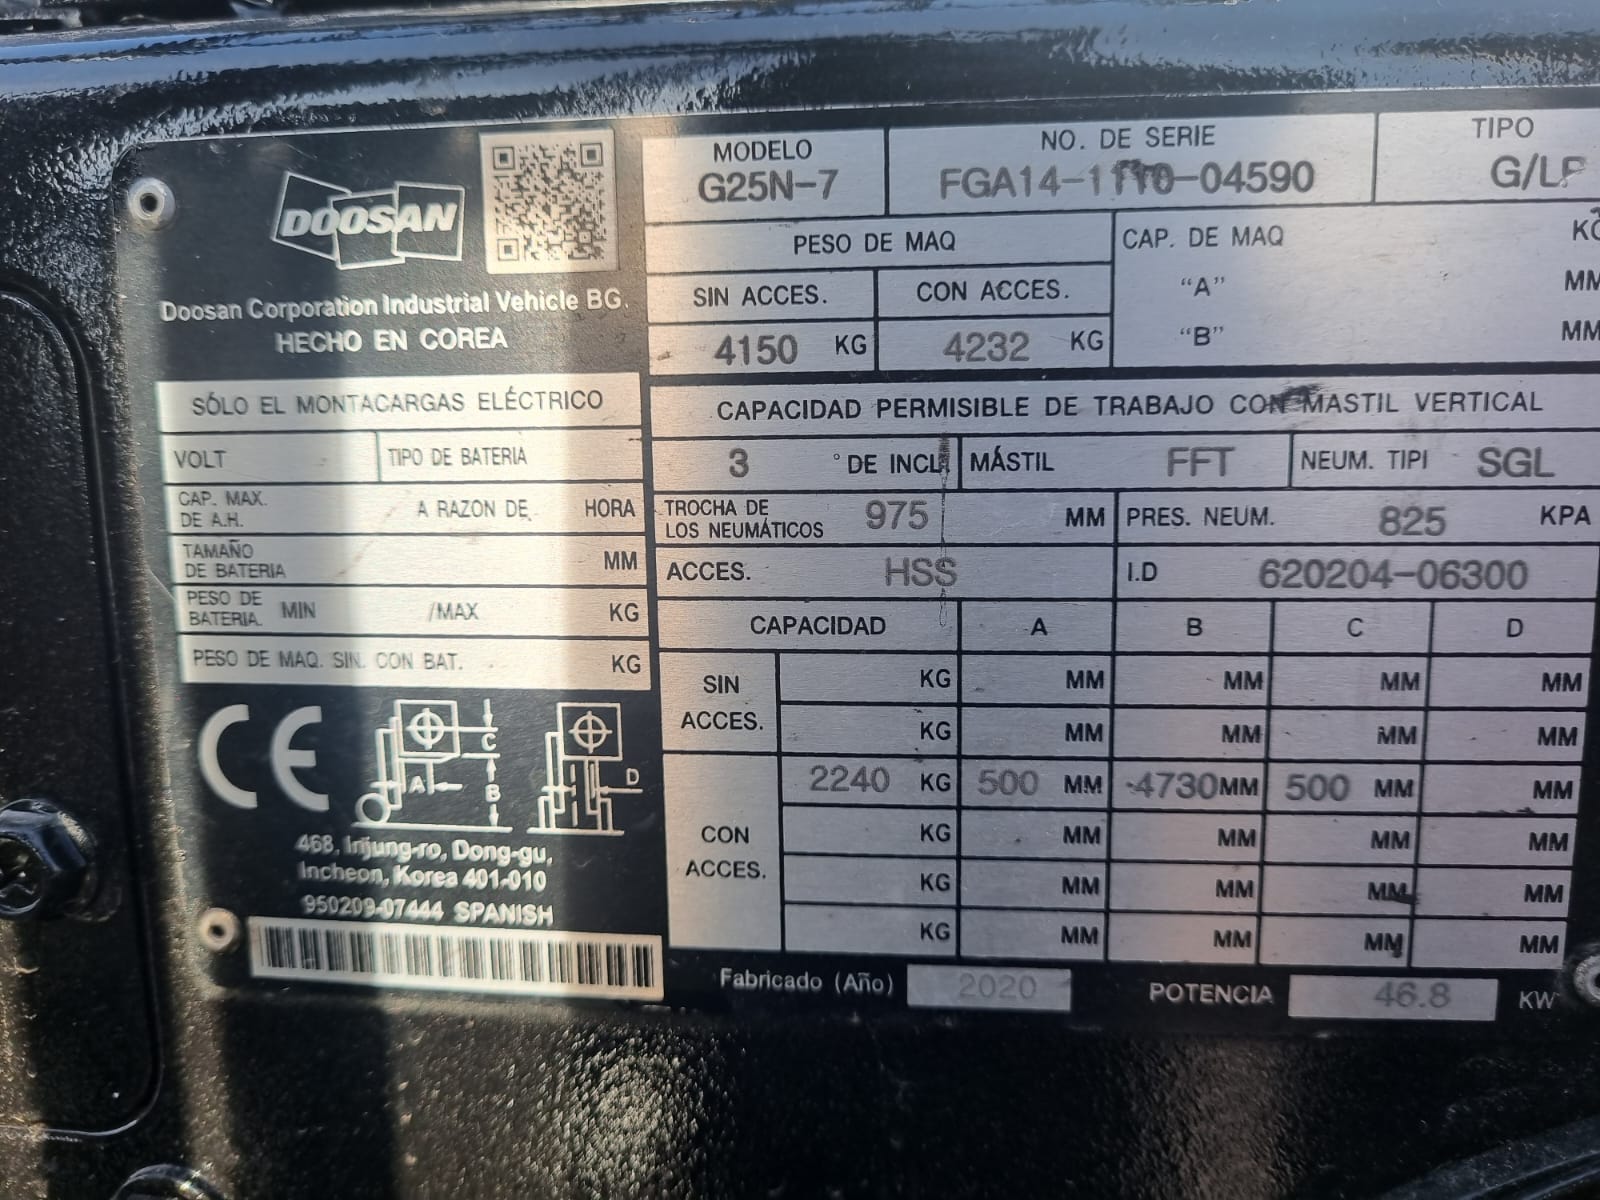 DOOSAN
Doosan Corporation Industrial Vehicle BG.
HECHO EN COREA
SÓLO EL MONTACARGAS ELÉCTRICO
VOLT TIPO DE BATERIA
CAP. MAX. DE A.H. A RAZON DE HORA
TAMAÑO DE BATERIA MM
PESO DE BATERIA. MIN /MAX KG
PESO DE MAQ. SIN. CON BAT. KG
CE
A C B D
468, Injung-ro, Dong-gu,
Incheon, Korea 401-010
950209-07444 SPANISH
MODELO NO. DE SERIE TIPO
G25N-7 FGA14-1110-04590
PESO DE MAQ CAP. DE MAQ
SIN ACCES. CON ACCES. "A" MM
4150 KG 4232 KG "B" MM
CAPACIDAD PERMISIBLE DE TRABAJO CON MASTIL VERTICAL
3 ° DE INCLI MÁSTIL FFT NEUM. TIPI SGL
TROCHA DE LOS NEUMÁTICOS 975 MM PRES. NEUM. 825 KPA
ACCES. HSS I.D 620204-06300
CAPACIDAD A B C D
SIN ACCES.
KG MM MM MM MM
KG MM MM MM MM
CON ACCES.
2240 KG 500 MM 4730 MM 500 MM MM
KG MM MM MM MM
KG MM MM MM MM
KG MM MM MM MM
Fabricado (Año) 2020 POTENCIA 46.8 KW